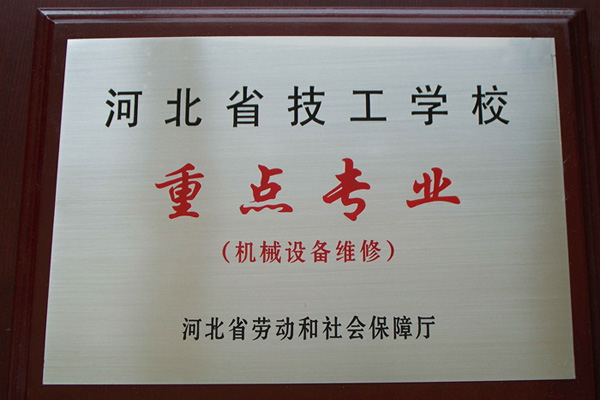 河北省技工学校
重点专业
（机械设备维修）
河北省劳动和社会保障厅